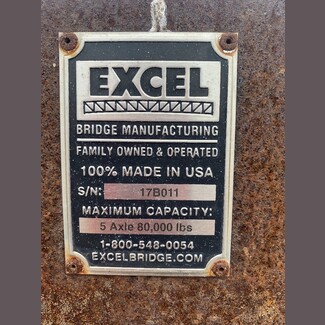 EXCEL
BRIDGE MANUFACTURING
FAMILY OWNED & OPERATED
100% MADE IN USA
S/N: 17B011
MAXIMUM CAPACITY:
5 Axle 80,000 lbs
1-800-548-0054
EXCELBRIDGE.COM